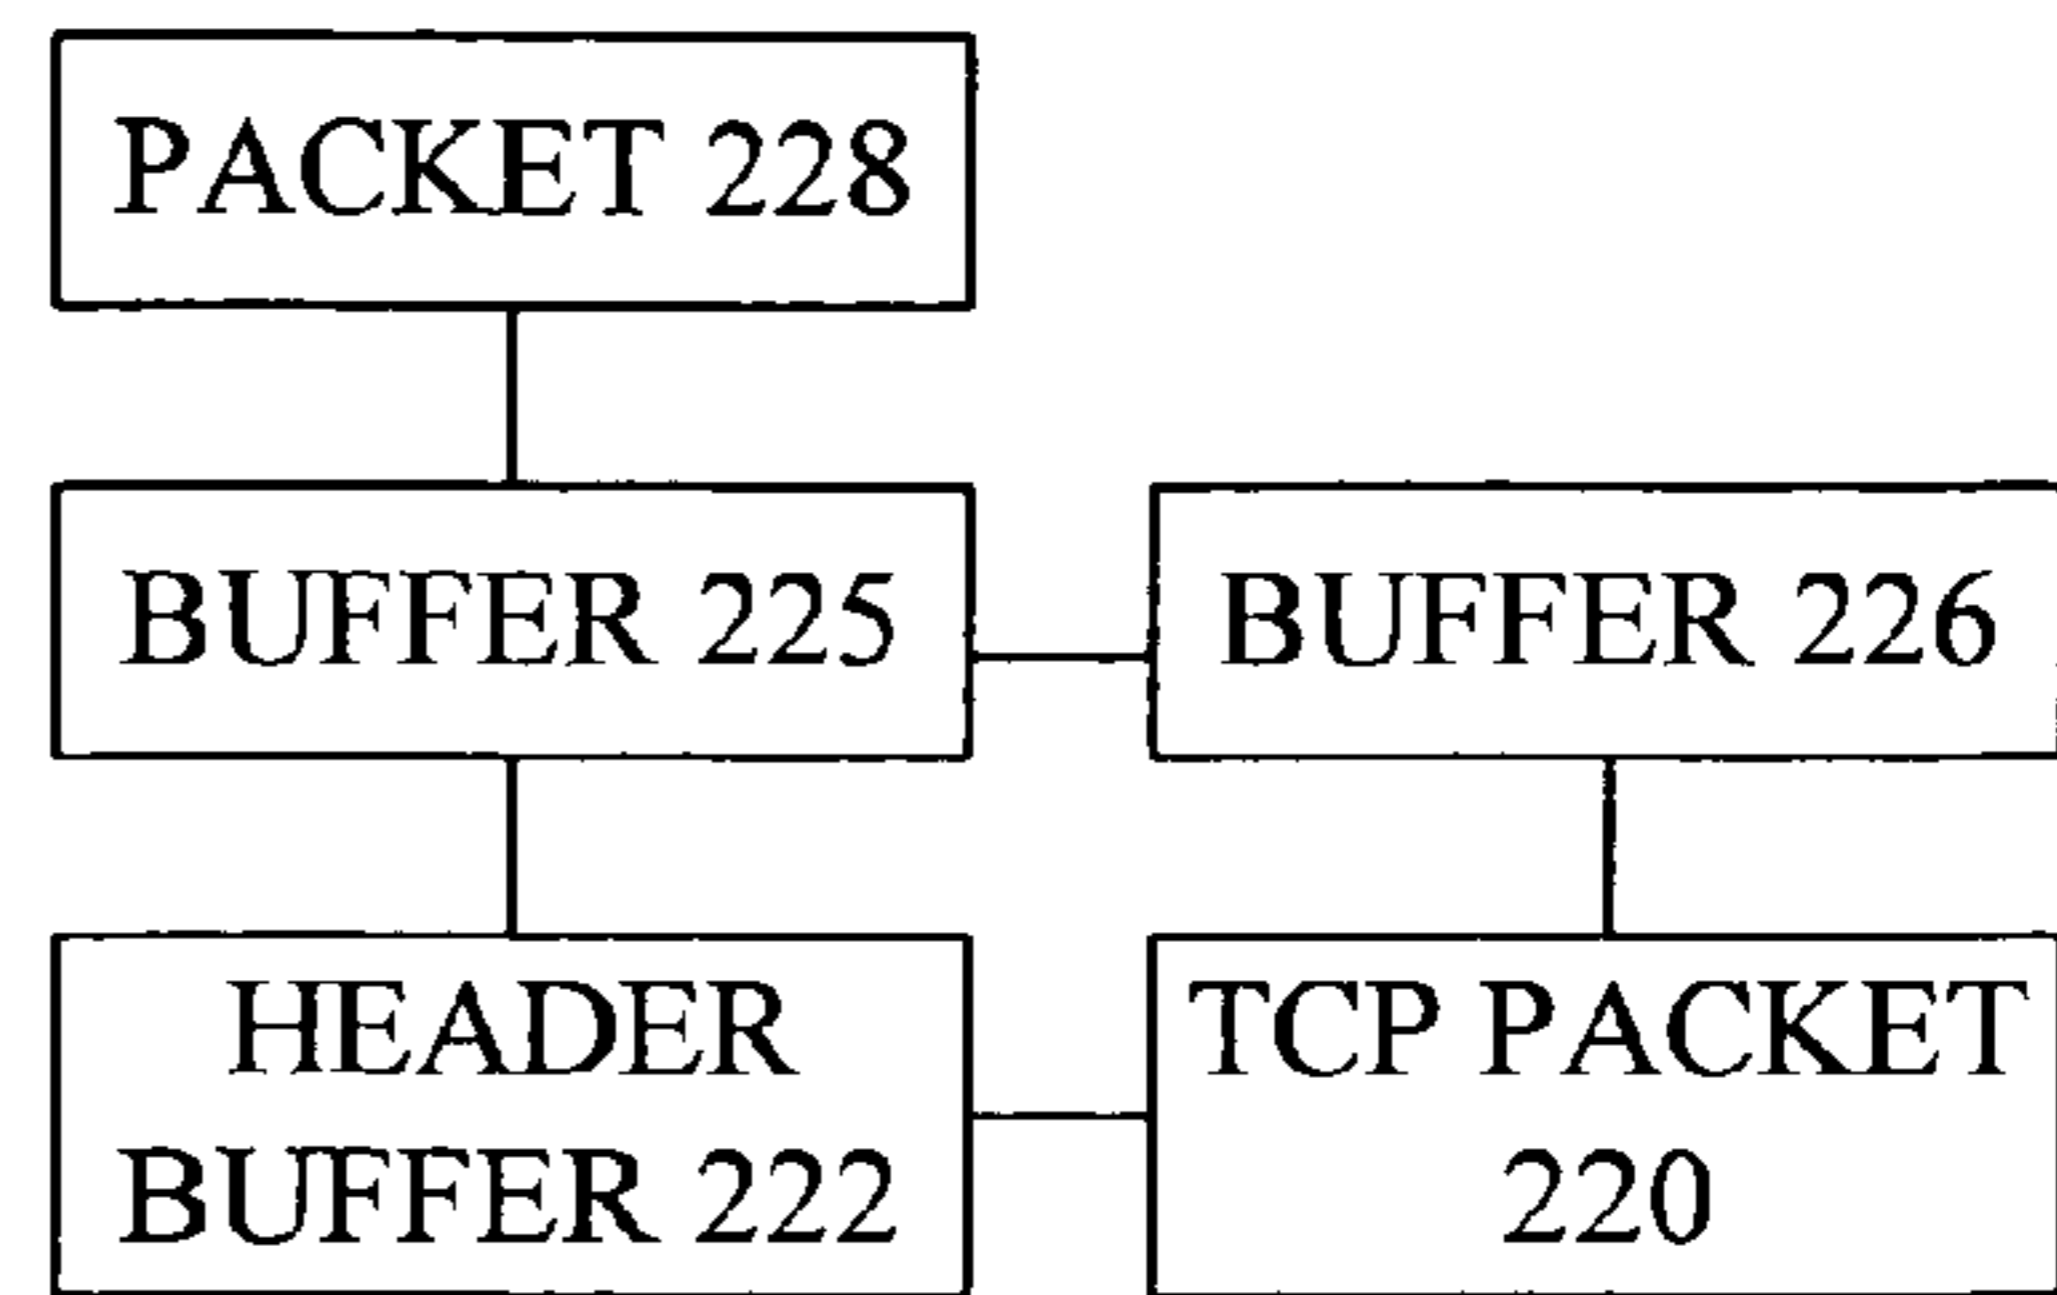 PACKET 228
BUFFER 225
BUFFER 226
HEADER
BUFFER 222
TCP PACKET
220